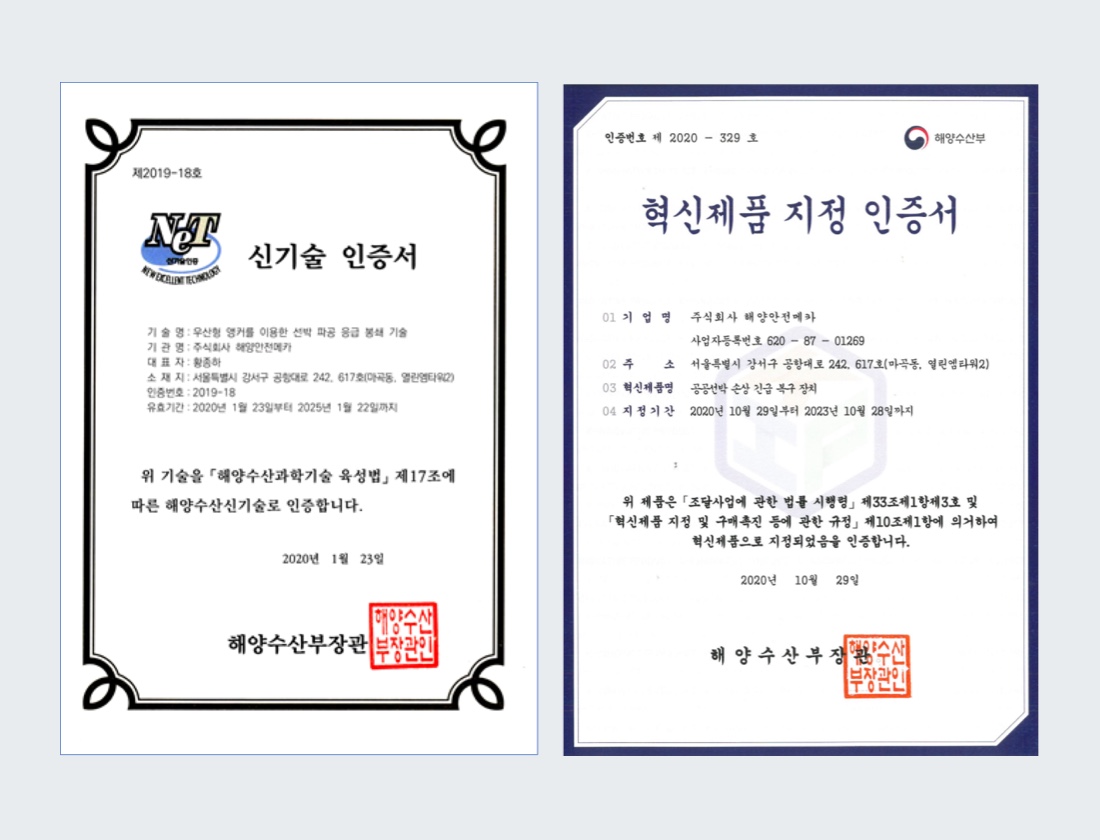 제2019-18호
NeT
신기술인증
NEW EXCELLENT TECHNOLOGY
신기술 인증서
기 술 명 : 우산형 앵커를 이용한 선박 파공 응급 봉쇄 기술
기 관 명 : 주식회사 해양안전메카
대 표 자 : 황종하
소 재 지 : 서울특별시 강서구 공항대로 242, 617호(마곡동, 열린엠타워2)
인증번호 : 2019-18
유효기간 : 2020년 1월 23일부터 2025년 1월 22일까지
위 기술을 「해양수산과학기술 육성법」 제17조에
따른 해양수산신기술로 인증합니다.
2020년 1월 23일
해양수산부장관
해양수산
부장관인
인증번호 제 2020 - 329 호
해양수산부
혁신제품 지정 인증서
01 기 업 명 주식회사 해양안전메카
사업자등록번호 620 - 87 - 01269
02 주 소 서울특별시 강서구 공항대로 242, 617호(마곡동, 열린엠타워2)
03 혁신제품명 공공선박 손상 긴급 복구 장치
04 지정기간 2020년 10월 29일부터 2023년 10월 28일까지
위 제품은 「조달사업에 관한 법률 시행령」 제33조제1항제3호 및
「혁신제품 지정 및 구매촉진 등에 관한 규정」 제10조제1항에 의거하여
혁신제품으로 지정되었음을 인증합니다.
2020년 10월 29일
해 양 수 산 부 장 관
해양수산
부장관인